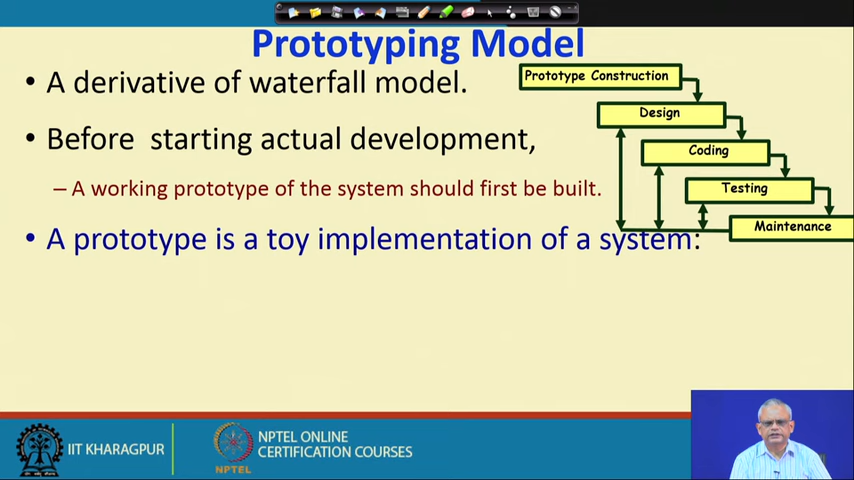 Prototyping Model
• A derivative of waterfall model.
• Before starting actual development,
– A working prototype of the system should first be built.
• A prototype is a toy implementation of a system:
Prototype Construction
Design
Coding
Testing
Maintenance
IIT KHARAGPUR
NPTEL
NPTEL ONLINE
CERTIFICATION COURSES